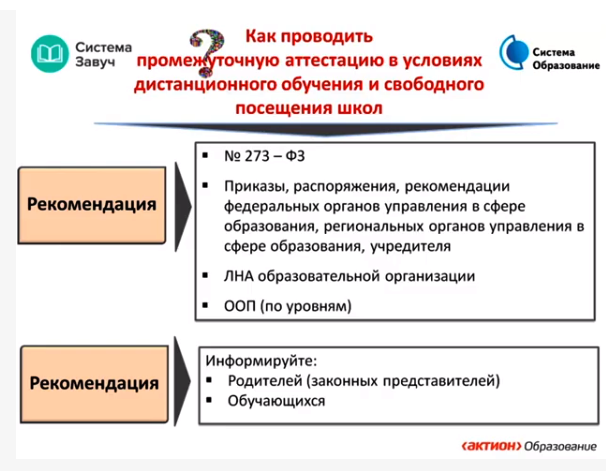 Система
Завуч
Как проводить
промежуточную аттестацию в условиях
дистанционного обучения и свободного
посещения школ
Система
Образование
Рекомендация
▪ № 273 – ФЗ
▪ Приказы, распоряжения, рекомендации
федеральных органов управления в сфере
образования, региональных органов управления в
сфере образования, учредителя
▪ ЛНА образовательной организации
▪ ООП (по уровням)
Рекомендация
Информируйте:
▪ Родителей (законных представителей)
▪ Обучающихся
‹АКТИОН› Образование